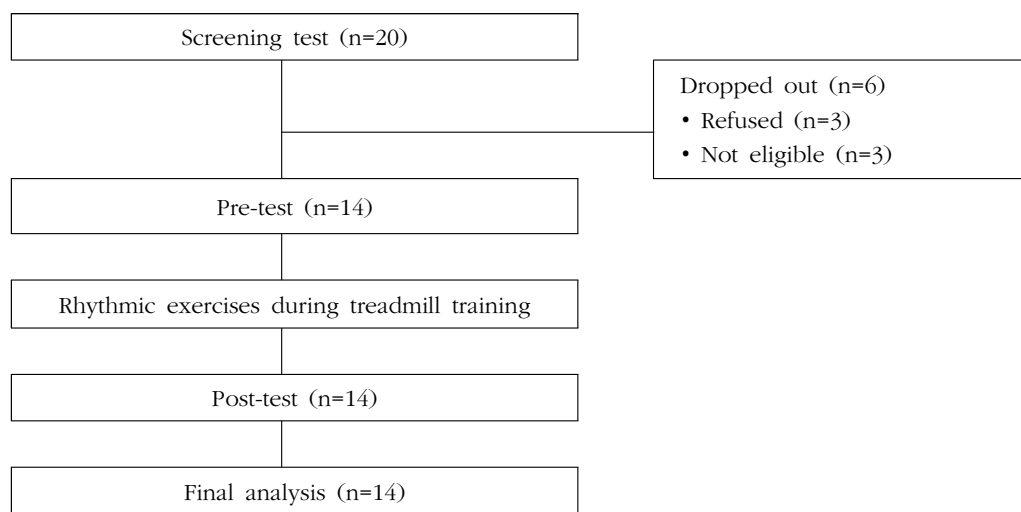 Screening test (n=20)
Dropped out (n=6)
• Refused (n=3)
• Not eligible (n=3)
Pre-test (n=14)
Rhythmic exercises during treadmill training
Post-test (n=14)
Final analysis (n=14)